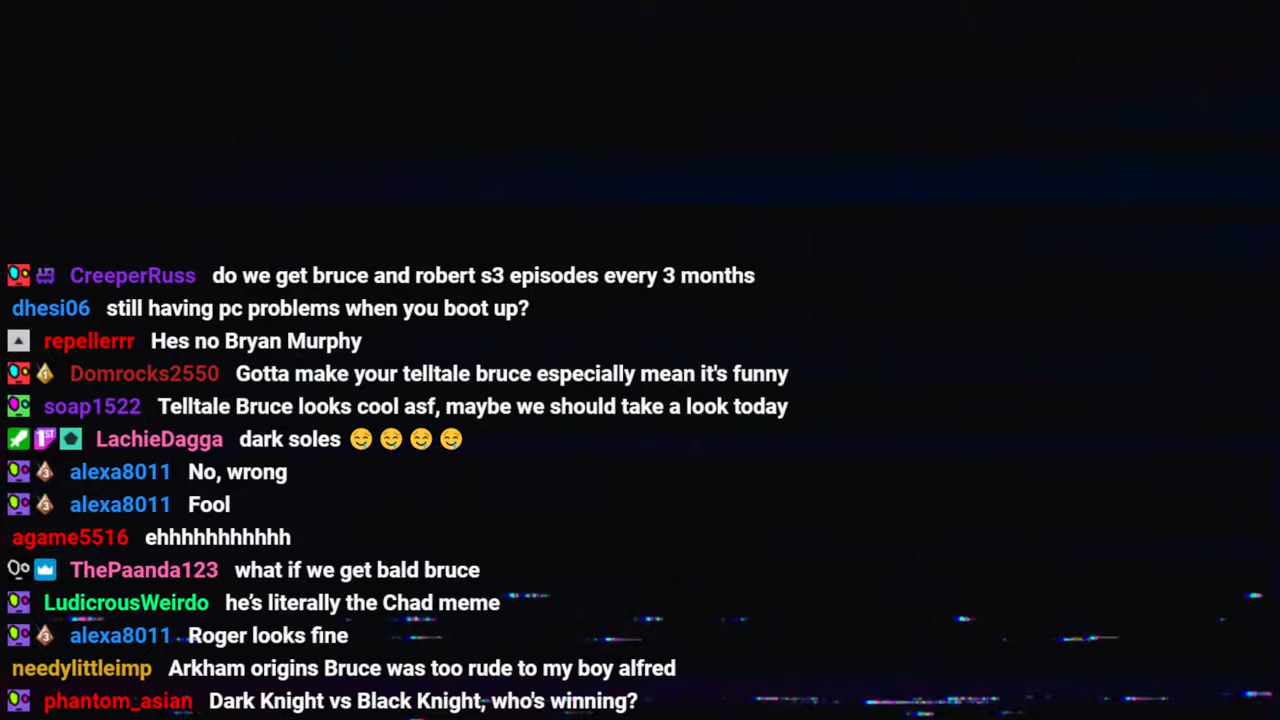 CreeperRuss do we get bruce and robert s3 episodes every 3 months
dhesi06 still having pc problems when you boot up?
repellerrr Hes no Bryan Murphy
Domrocks2550 Gotta make your telltale bruce especially mean it's funny
soap1522 Telltale Bruce looks cool asf, maybe we should take a look today
1ST LachieDagga dark soles 😊 😊 😊 😊
3 alexa8011 No, wrong
3 alexa8011 Fool
agame5516 ehhhhhhhhhhh
ThePaanda123 what if we get bald bruce
LudicrousWeirdo he’s literally the Chad meme
3 alexa8011 Roger looks fine
needylittleimp Arkham origins Bruce was too rude to my boy alfred
phantom_asian Dark Knight vs Black Knight, who's winning?